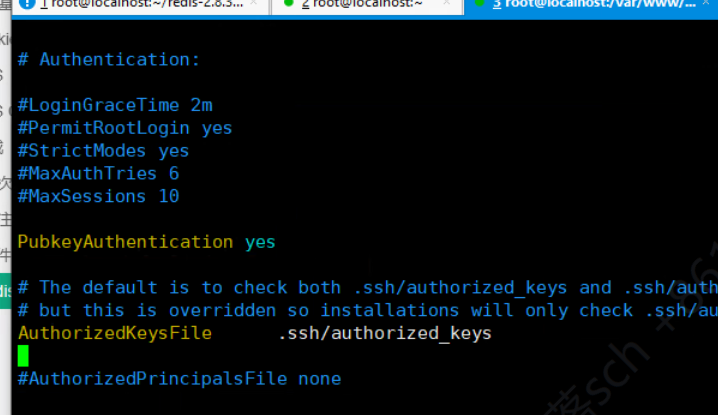 1 root@localhost:~/redis-2.8.3...
2 root@localhost:~
3 root@localhost:/var/www/...
# Authentication:
#LoginGraceTime 2m
#PermitRootLogin yes
#StrictModes yes
#MaxAuthTries 6
#MaxSessions 10
PubkeyAuthentication yes
# The default is to check both .ssh/authorized_keys and .ssh/auth
# but this is overridden so installations will only check .ssh/au
AuthorizedKeysFile .ssh/authorized_keys
#AuthorizedPrincipalsFile none